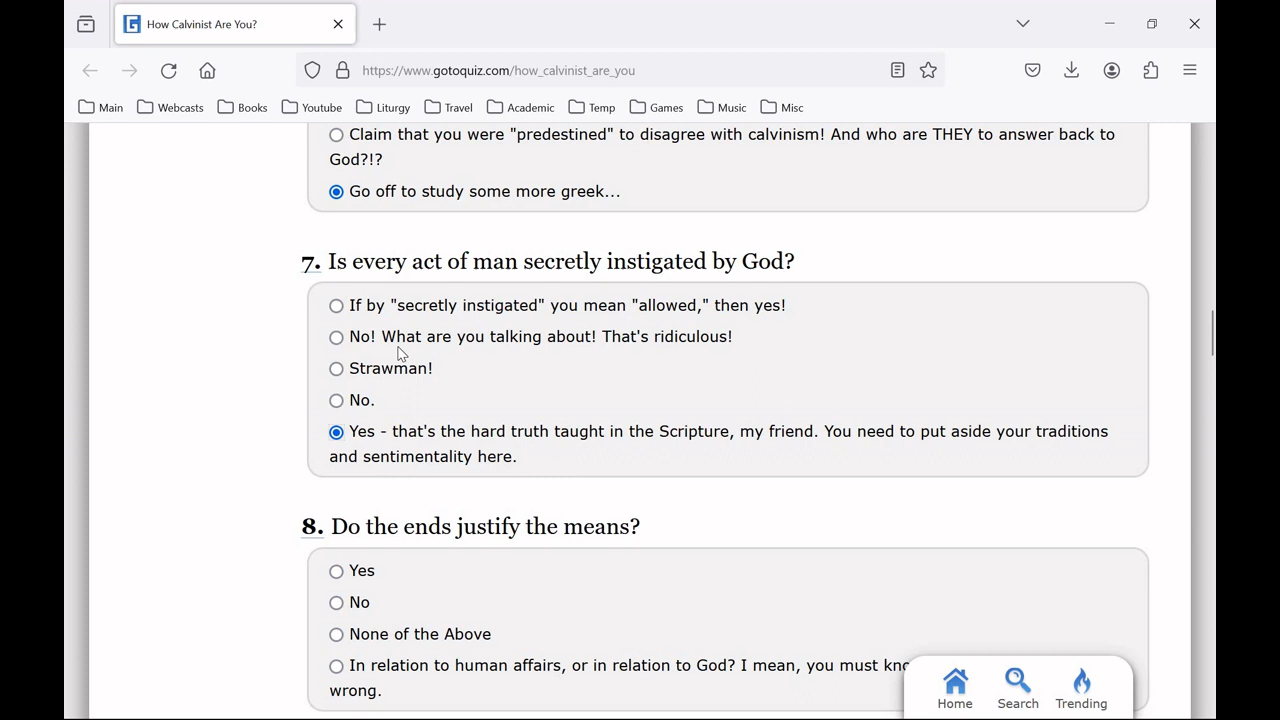 How Calvinist Are You?
https://www.gotoquiz.com/how_calvinist_are_you
Main Webcasts Books Youtube Liturgy Travel Academic Temp Games Music Misc
Claim that you were "predestined" to disagree with calvinism! And who are THEY to answer back to
God?!?
Go off to study some more greek...
7. Is every act of man secretly instigated by God?
If by "secretly instigated" you mean "allowed," then yes!
No! What are you talking about! That's ridiculous!
Strawman!
No.
Yes - that's the hard truth taught in the Scripture, my friend. You need to put aside your traditions
and sentimentality here.
8. Do the ends justify the means?
Yes
No
None of the Above
In relation to human affairs, or in relation to God? I mean, you must
wrong.
Home Search Trending